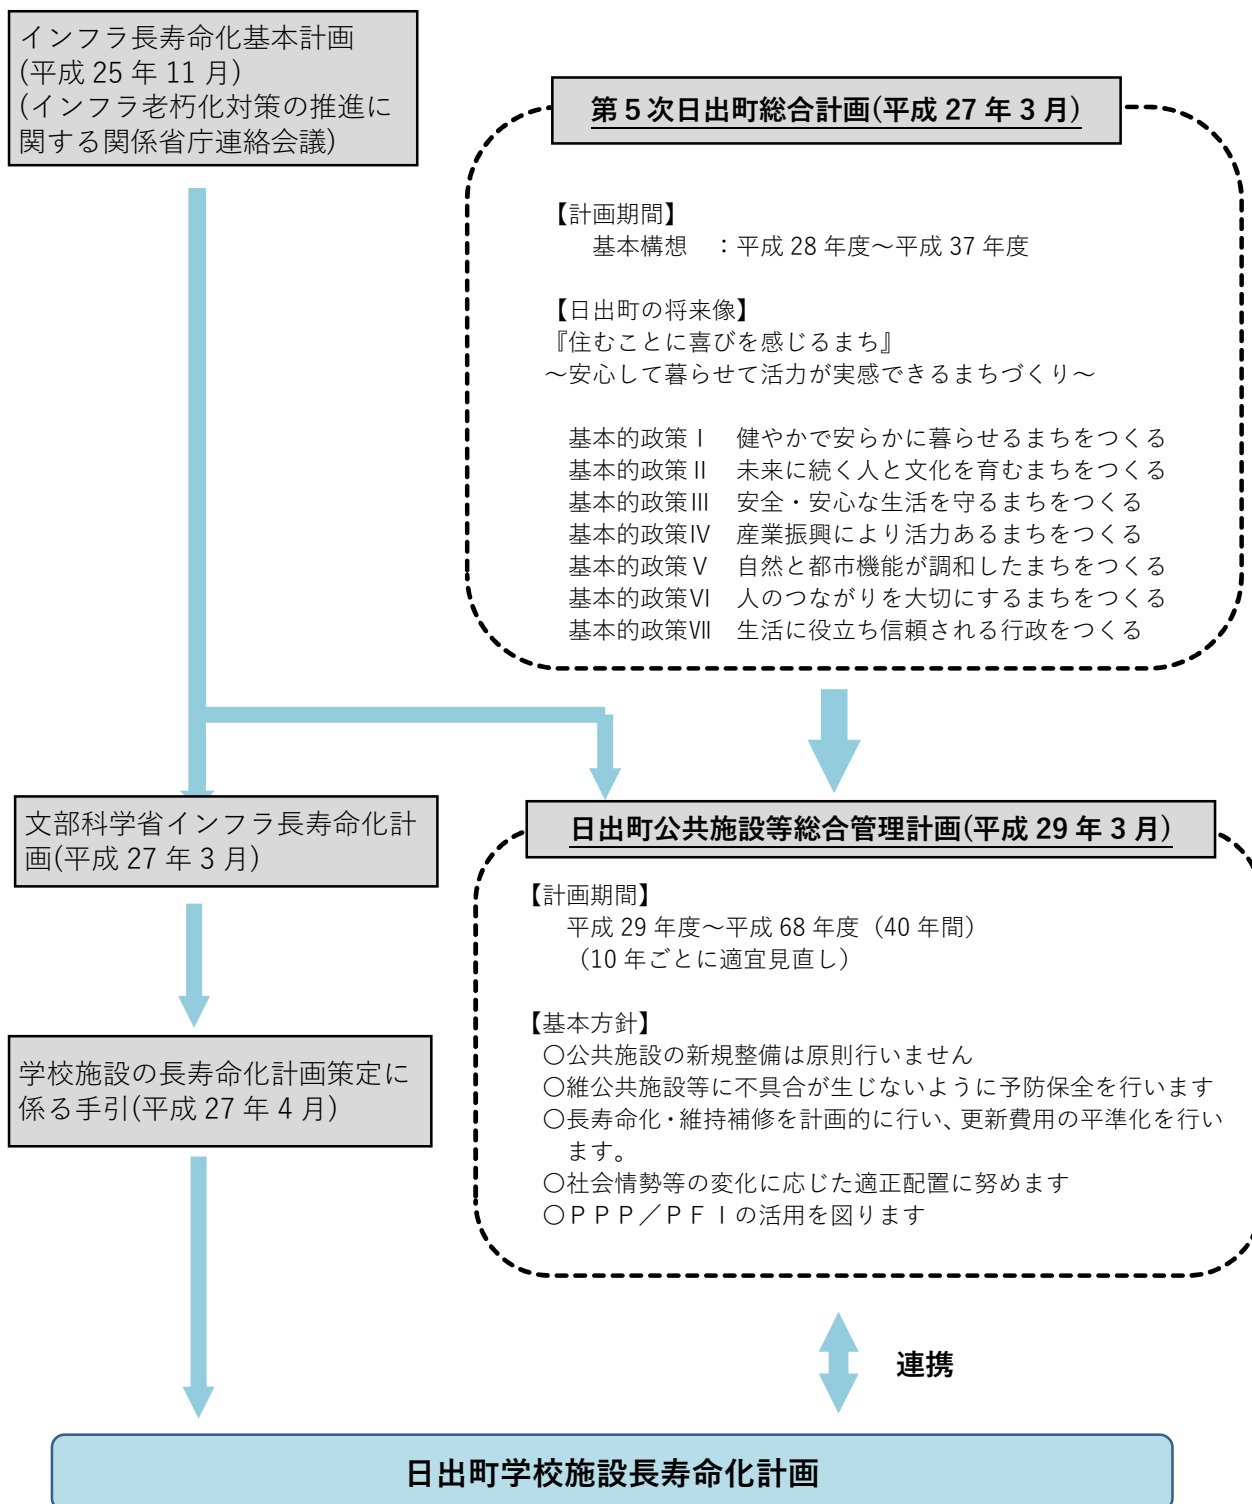 インフラ長寿命化基本計画
(平成 25 年 11 月)
(インフラ老朽化対策の推進に
関する関係省庁連絡会議)
第５次日出町総合計画(平成 27 年 3 月)
【計画期間】
基本構想　：平成 28 年度～平成 37 年度
【日出町の将来像】
『住むことに喜びを感じるまち』
～安心して暮らせて活力が実感できるまちづくり～
基本的政策Ⅰ　健やかで安らかに暮らせるまちをつくる
基本的政策Ⅱ　未来に続く人と文化を育むまちをつくる
基本的政策Ⅲ　安全・安心な生活を守るまちをつくる
基本的政策Ⅳ　産業振興により活力あるまちをつくる
基本的政策Ⅴ　自然と都市機能が調和したまちをつくる
基本的政策Ⅵ　人のつながりを大切にするまちをつくる
基本的政策Ⅶ　生活に役立ち信頼される行政をつくる
文部科学省インフラ長寿命化計
画(平成 27 年 3 月)
日出町公共施設等総合管理計画(平成 29 年 3 月)
【計画期間】
平成 29 年度～平成 68 年度（40 年間）
（10 年ごとに適宜見直し）
【基本方針】
〇公共施設の新規整備は原則行いません
〇維公共施設等に不具合が生じないように予防保全を行います
〇長寿命化・維持補修を計画的に行い、更新費用の平準化を行い
ます。
〇社会情勢等の変化に応じた適正配置に努めます
〇ＰＰＰ／ＰＦＩの活用を図ります
学校施設の長寿命化計画策定に
係る手引(平成 27 年 4 月)
連携
日出町学校施設長寿命化計画